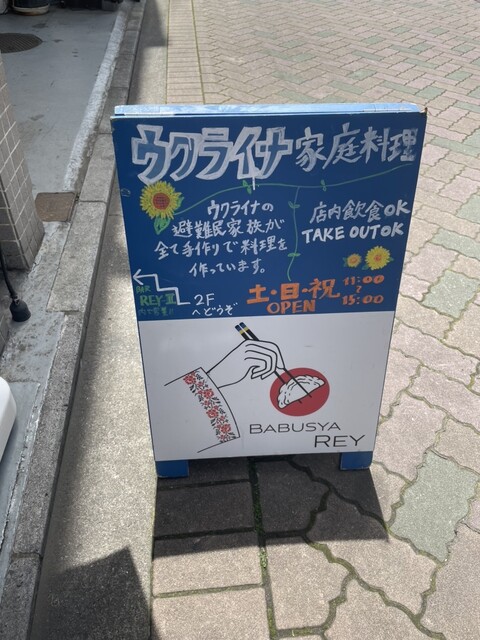 ウクライナ家庭料理
ウクライナの
避難民家族が
全て手作りで料理を
作っています。
店内飲食OK
TAKE OUTOK
REY-Ⅲ
2F
へどうぞ
土・日・祝
OPEN
11:00
〜
15:00
BABUSYA
REY